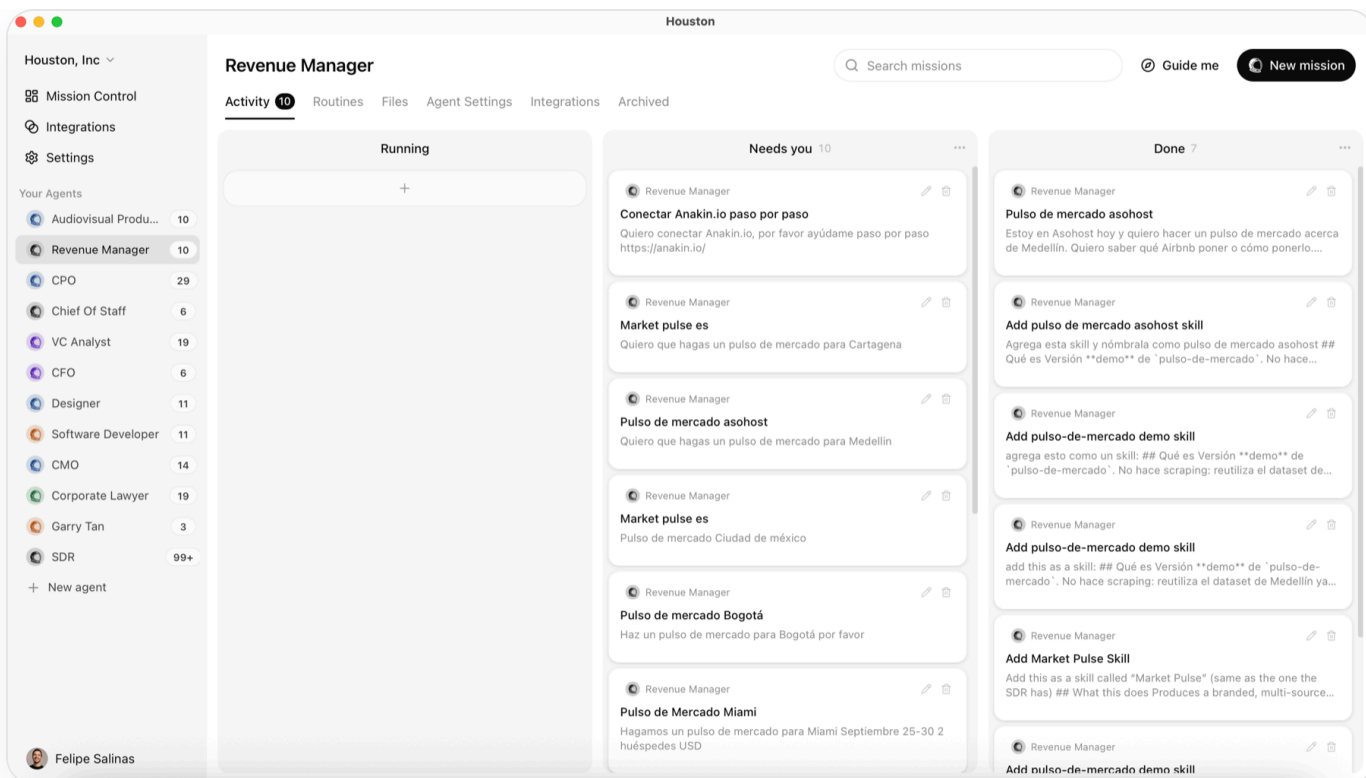 Houston
Houston, Inc
Mission Control
Integrations
Settings
Your Agents
Audiovisual Produ... 10
Revenue Manager 10
CPO 29
Chief Of Staff 6
VC Analyst 19
CFO 6
Designer 11
Software Developer 11
CMO 14
Corporate Lawyer 19
Garry Tan 3
SDR 99+
New agent
Felipe Salinas
Revenue Manager
Search missions
Guide me
New mission
Activity 10 Routines Files Agent Settings Integrations Archived
Running
Needs you 10
Revenue Manager
Conectar Anakin.io paso por paso
Quiero conectar Anakin.io, por favor ayúdame paso por paso
https://anakin.io/
Revenue Manager
Market pulse es
Quiero que hagas un pulso de mercado para Cartagena
Revenue Manager
Pulso de mercado asohost
Quiero que hagas un pulso de mercado para Medellin
Revenue Manager
Market pulse es
Pulso de mercado Ciudad de méxico
Revenue Manager
Pulso de mercado Bogotá
Haz un pulso de mercado para Bogotá por favor
Revenue Manager
Pulso de Mercado Miami
Hagamos un pulso de mercado para Miami Septiembre 25-30 2
huéspedes USD
Done 7
Revenue Manager
Pulso de mercado asohost
Estoy en Asohost hoy y quiero hacer un pulso de mercado acerca
de Medellín. Quiero saber qué Airbnb poner o cómo ponerlo....
Revenue Manager
Add pulso de mercado asohost skill
Agrega esta skill y nómbrala como pulso de mercado asohost ##
Qué es Versión **demo** de `pulso-de-mercado`. No hace...
Revenue Manager
Add pulso-de-mercado demo skill
agrega esto como un skill: ## Qué es Versión **demo** de
`pulso-de-mercado`. No hace scraping: reutiliza el dataset de...
Revenue Manager
Add pulso-de-mercado demo skill
add this as a skill: ## Qué es Versión **demo** de `pulso-de-
mercado`. No hace scraping: reutiliza el dataset de Medellín ya...
Revenue Manager
Add Market Pulse Skill
Add this as a skill called “Market Pulse” (same as the one the
SDR has) ## What this does Produces a branded, multi-source...
Revenue Manager
Add pulso-de-mercado demo skill